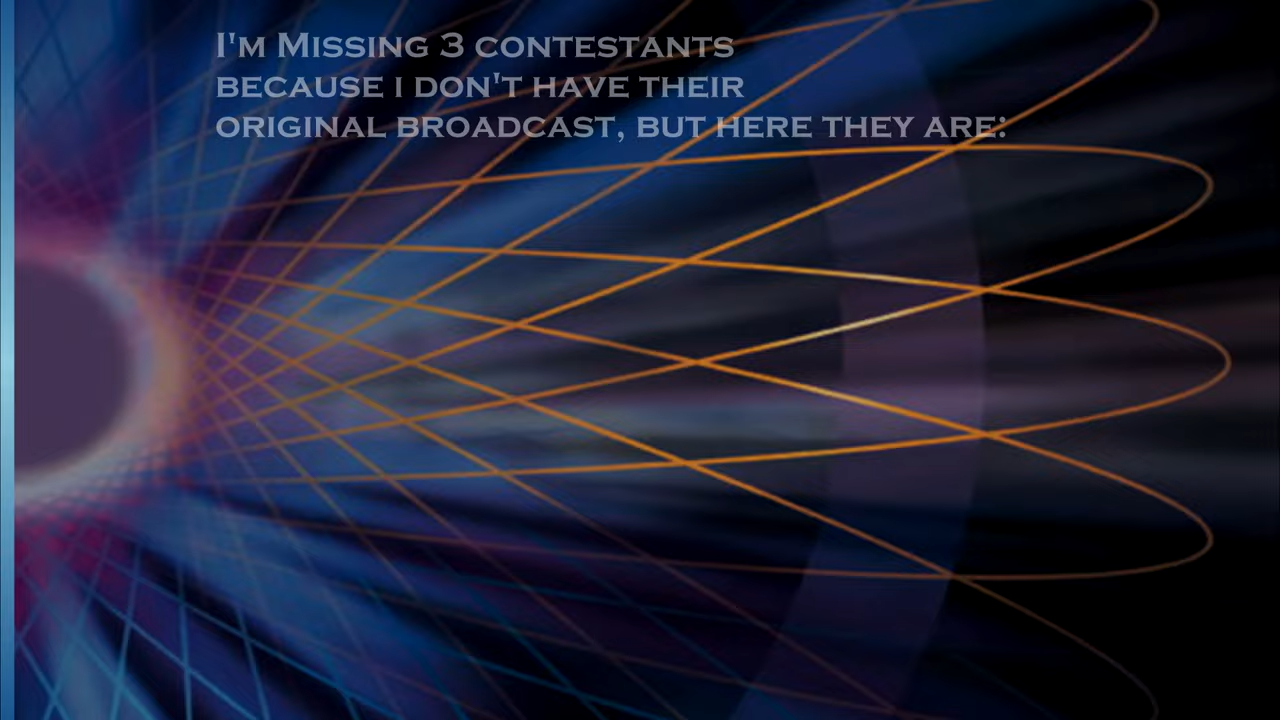 I'm Missing 3 contestants
because I don't have their
original broadcast, but here they are: